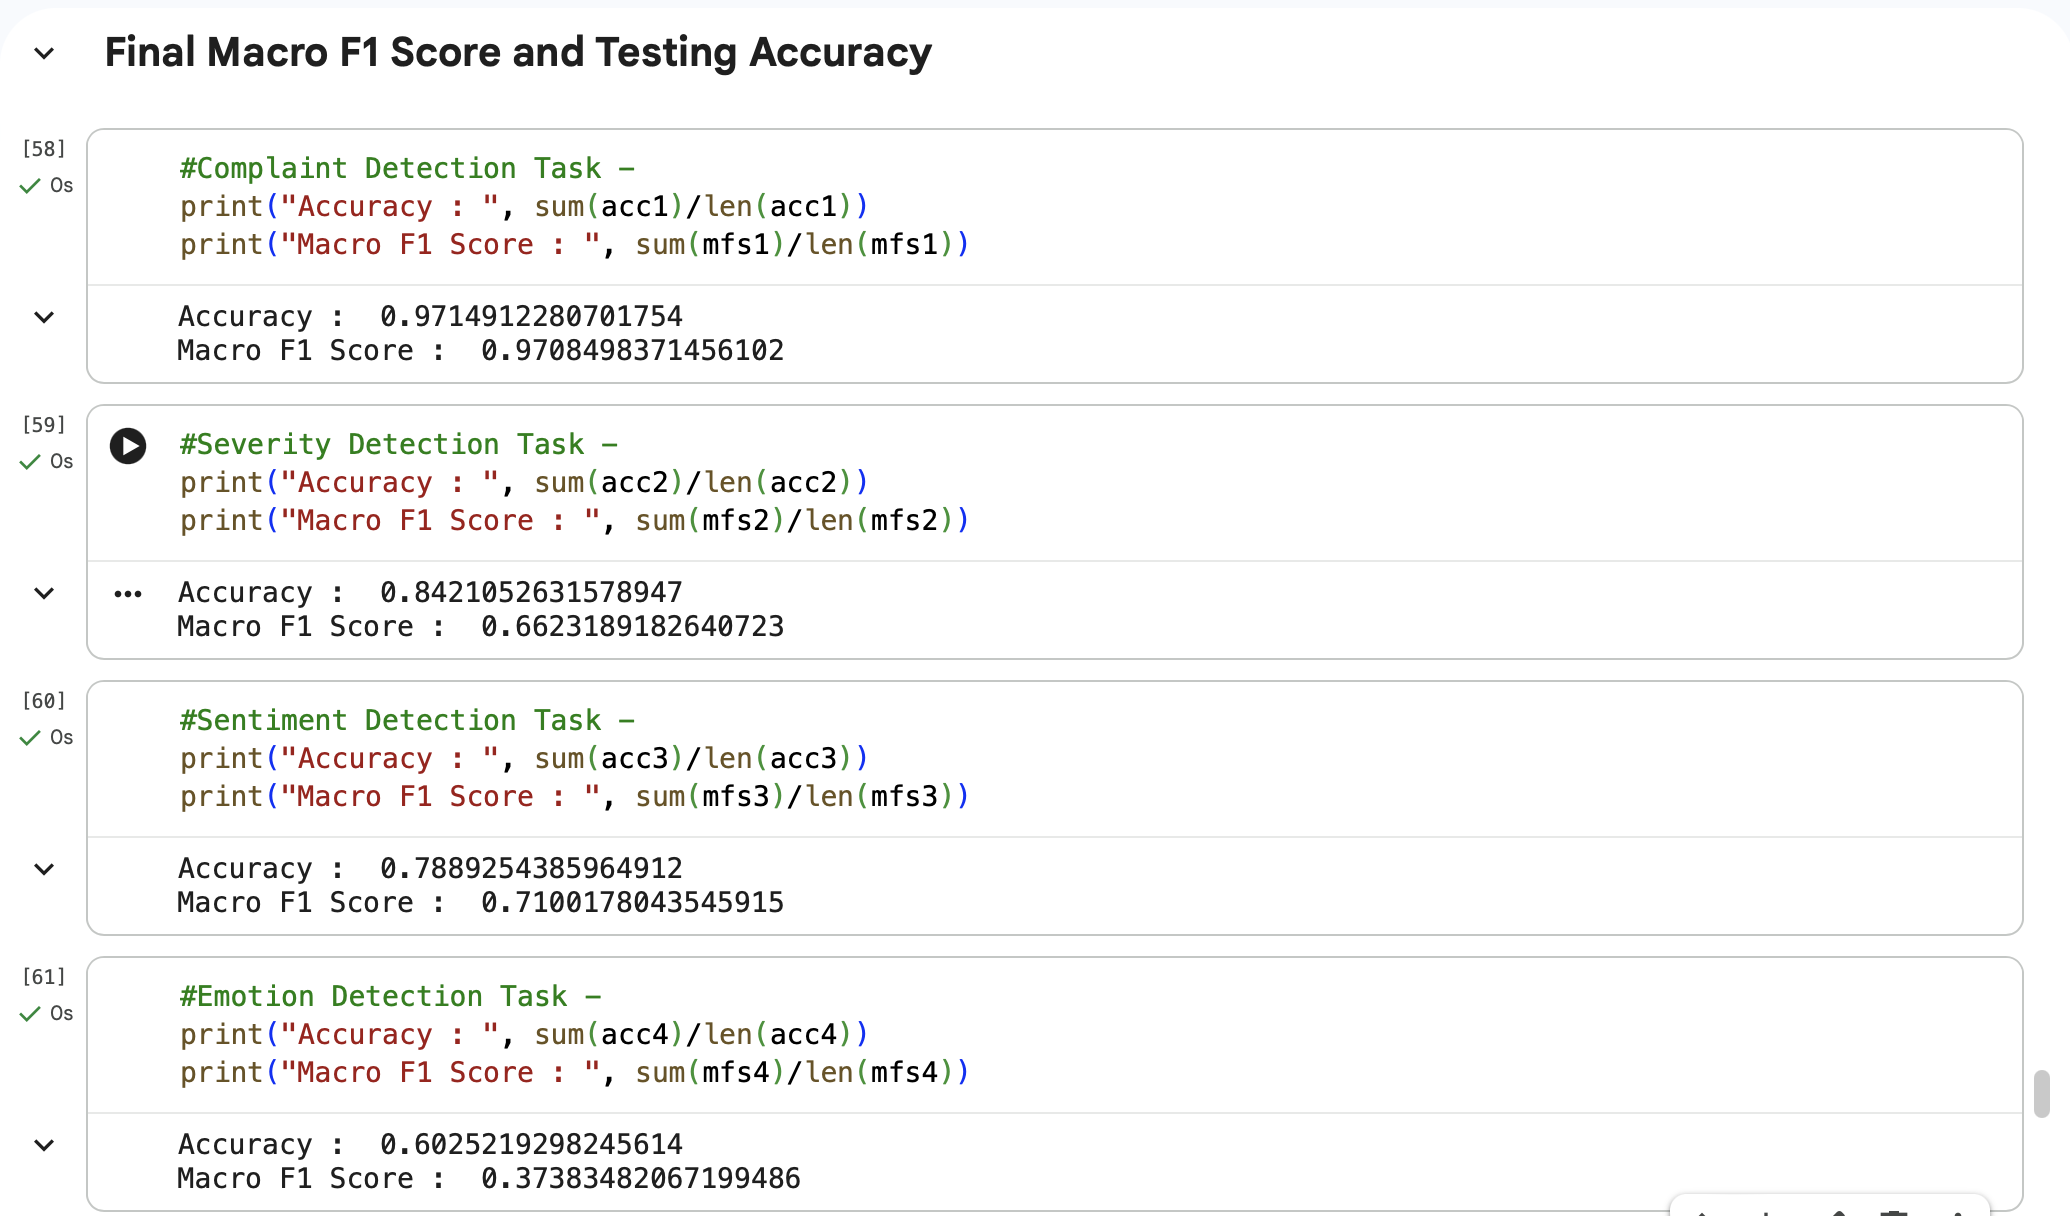 Final Macro F1 Score and Testing Accuracy
[58]
0s
#Complaint Detection Task –
print("Accuracy : ", sum(acc1)/len(acc1))
print("Macro F1 Score : ", sum(mfs1)/len(mfs1))
Accuracy :  0.9714912280701754
Macro F1 Score :  0.9708498371456102
[59]
0s
#Severity Detection Task –
print("Accuracy : ", sum(acc2)/len(acc2))
print("Macro F1 Score : ", sum(mfs2)/len(mfs2))
Accuracy :  0.8421052631578947
Macro F1 Score :  0.6623189182640723
[60]
0s
#Sentiment Detection Task –
print("Accuracy : ", sum(acc3)/len(acc3))
print("Macro F1 Score : ", sum(mfs3)/len(mfs3))
Accuracy :  0.7889254385964912
Macro F1 Score :  0.7100178043545915
[61]
0s
#Emotion Detection Task –
print("Accuracy : ", sum(acc4)/len(acc4))
print("Macro F1 Score : ", sum(mfs4)/len(mfs4))
Accuracy :  0.6025219298245614
Macro F1 Score :  0.37383482067199486